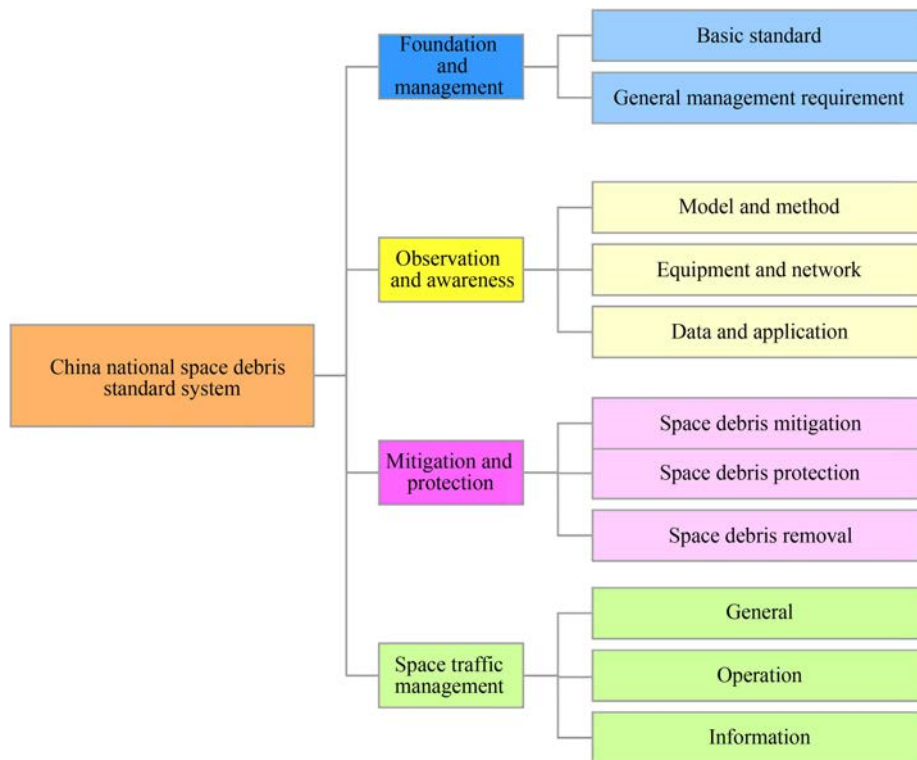 China national space debris
standard system
Foundation
and
management
Basic standard
General management requirement
Observation
and awareness
Model and method
Equipment and network
Data and application
Mitigation and
protection
Space debris mitigation
Space debris protection
Space debris removal
Space traffic
management
General
Operation
Information